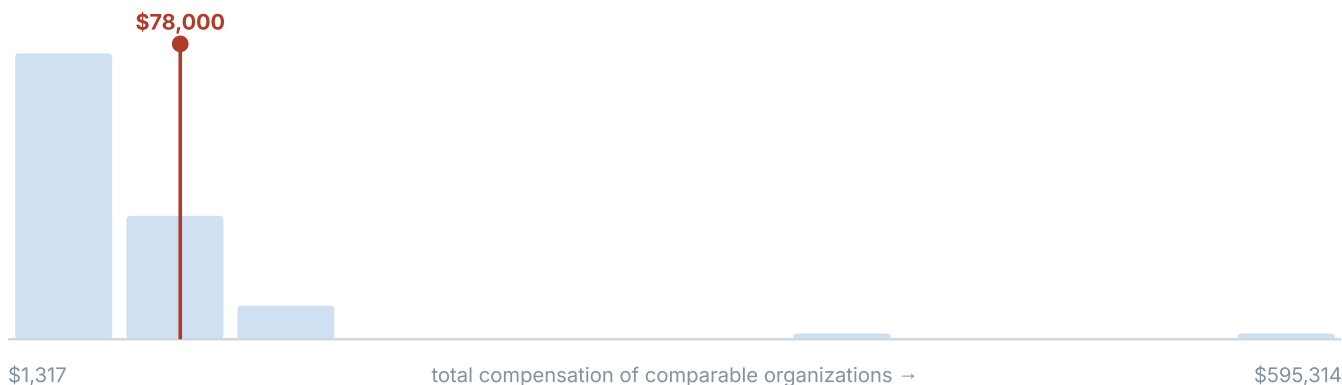 $78,000
$1,317
total compensation of comparable organizations →
$595,314